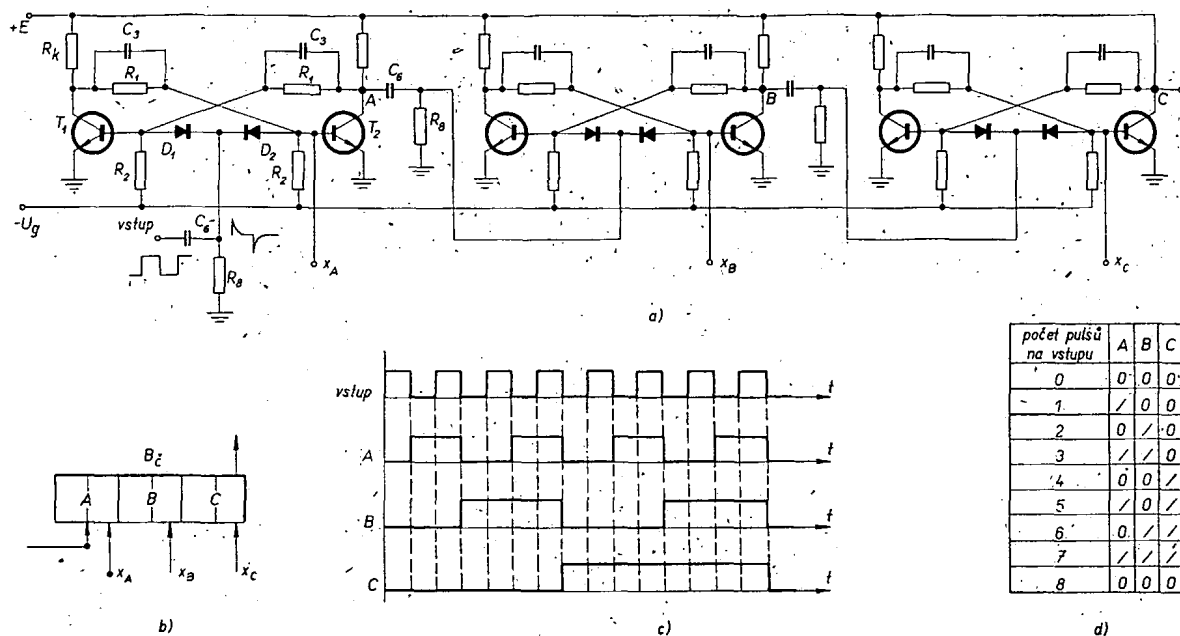 +E
R_k
C_3
R_1
T_1
D_1
D_2
R_2
R_2
C_3
R_1
A
C_6
T_2
R_8
B
C
-U_g
vstup
C_6
R_8
x_A
x_B
x_C
a)
B_č
A B C
x_A x_B x_C
b)
vstup t
A t
B t
C t
c)
počet pulsů na vstupu A B C
0 0 0 0
1 / 0 0
2 0 / 0
3 / / 0
4 0 0 /
5 / 0 /
6 0 / /
7 / / /
8 0 0 0
d)